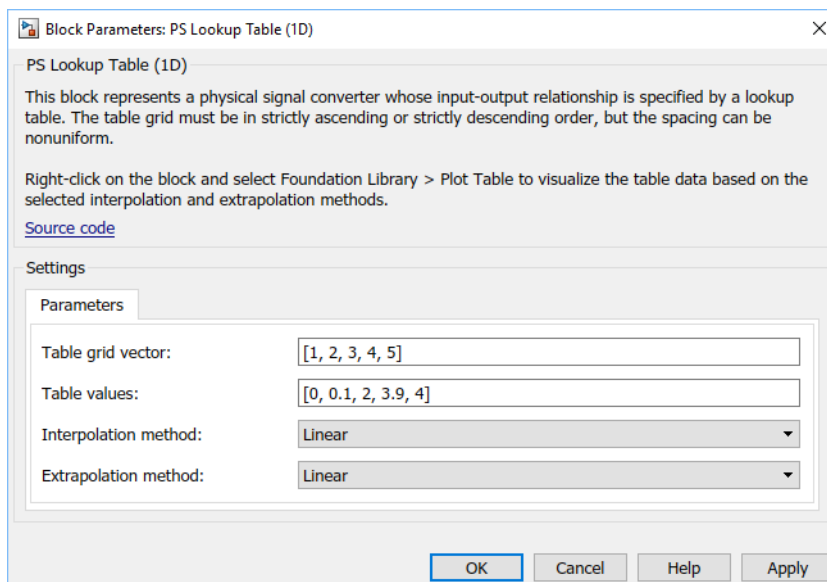 Block Parameters: PS Lookup Table (1D)
PS Lookup Table (1D)
This block represents a physical signal converter whose input-output relationship is specified by a lookup
table. The table grid must be in strictly ascending or strictly descending order, but the spacing can be
nonuniform.
Right-click on the block and select Foundation Library > Plot Table to visualize the table data based on the
selected interpolation and extrapolation methods.
Source code
Settings
Parameters
Table grid vector: [1, 2, 3, 4, 5]
Table values: [0, 0.1, 2, 3.9, 4]
Interpolation method: Linear
Extrapolation method: Linear
OK Cancel Help Apply